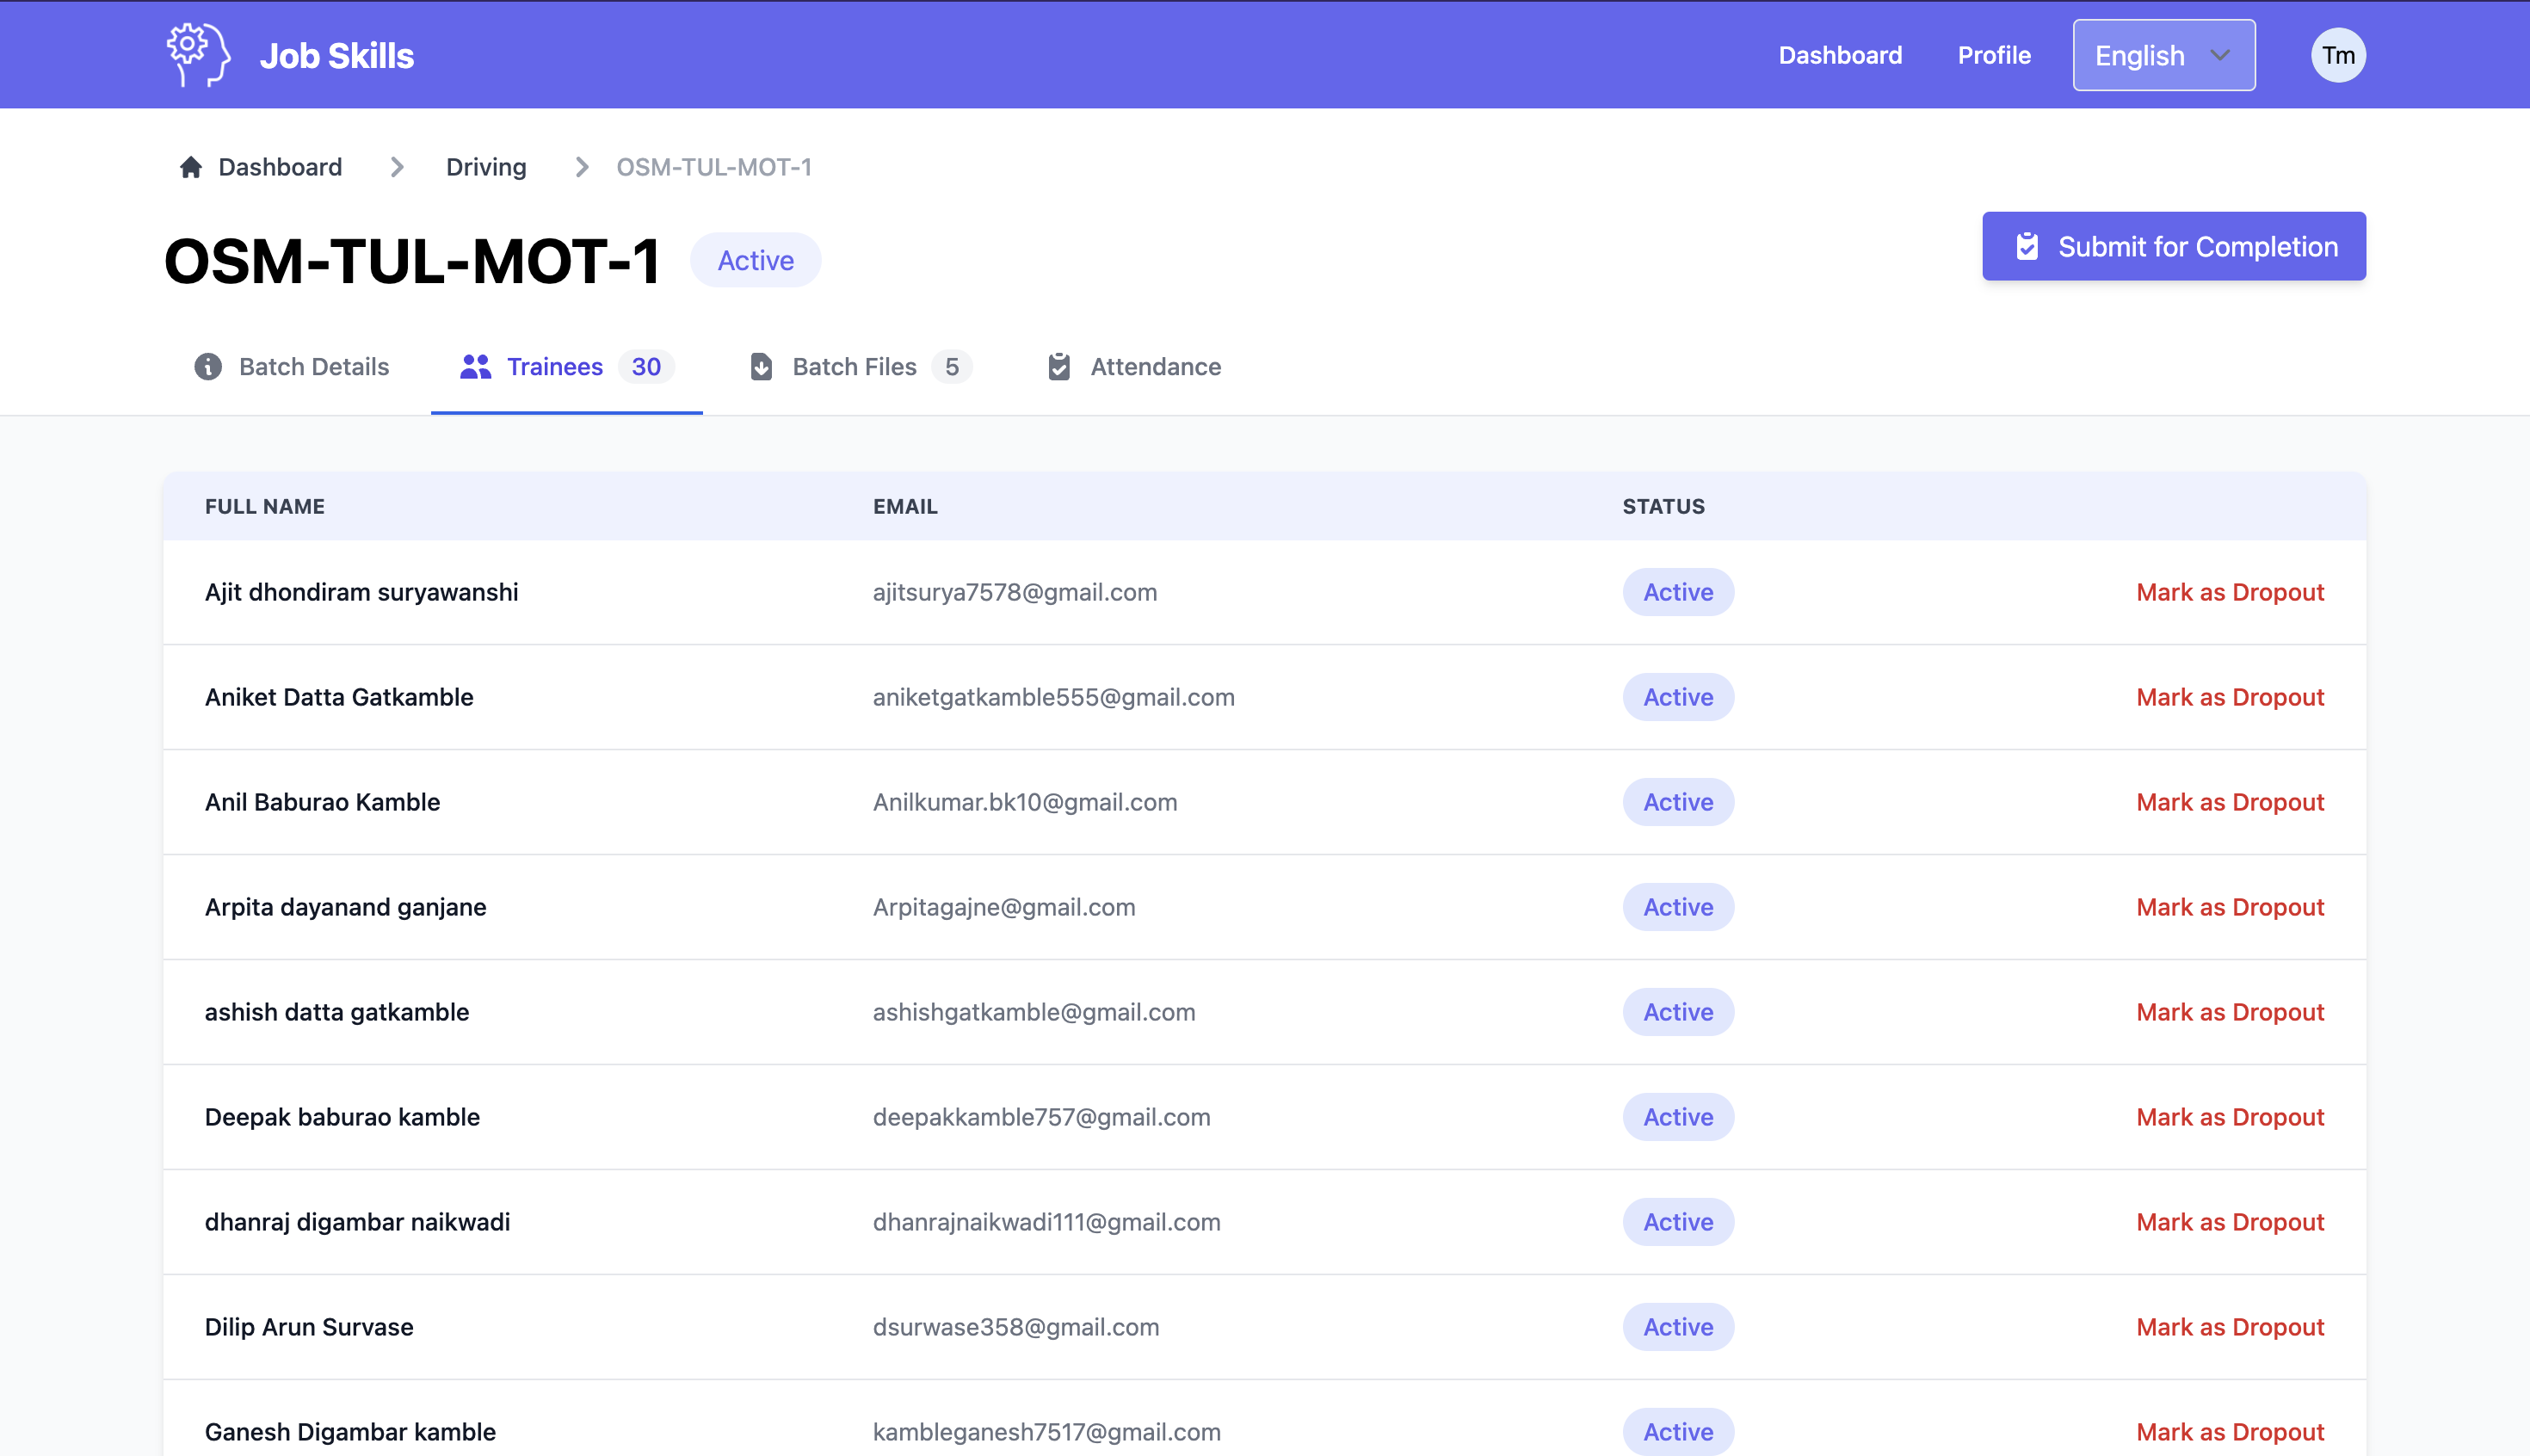 Job Skills
Dashboard
Profile
English
Tm
Dashboard
Driving
OSM-TUL-MOT-1
OSM-TUL-MOT-1
Active
Submit for Completion
Batch Details
Trainees 30
Batch Files 5
Attendance
FULL NAME EMAIL STATUS
Ajit dhondiram suryawanshi ajitsurya7578@gmail.com Active Mark as Dropout
Aniket Datta Gatkamble aniketgatkamble555@gmail.com Active Mark as Dropout
Anil Baburao Kamble Anilkumar.bk10@gmail.com Active Mark as Dropout
Arpita dayanand ganjane Arpitagajne@gmail.com Active Mark as Dropout
ashish datta gatkamble ashishgatkamble@gmail.com Active Mark as Dropout
Deepak baburao kamble deepakkamble757@gmail.com Active Mark as Dropout
dhanraj digambar naikwadi dhanrajnaikwadi111@gmail.com Active Mark as Dropout
Dilip Arun Survase dsurwase358@gmail.com Active Mark as Dropout
Ganesh Digambar kamble kambleganesh7517@gmail.com Active Mark as Dropout